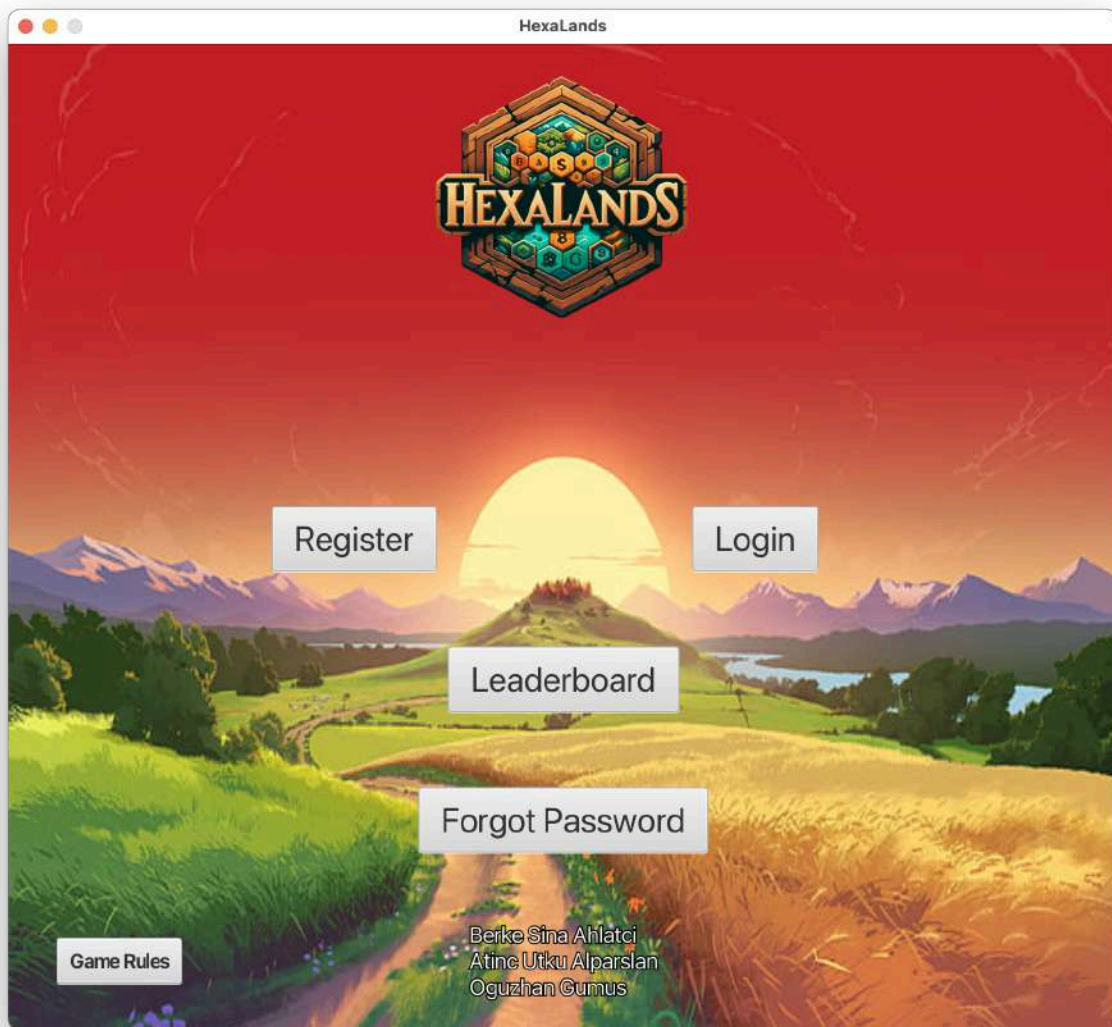 HexaLands
HEXALANDS
Register
Login
Leaderboard
Forgot Password
Berke Sina Ahlatci
Atinc Utku Alparslan
Oguzhan Gumus
Game Rules